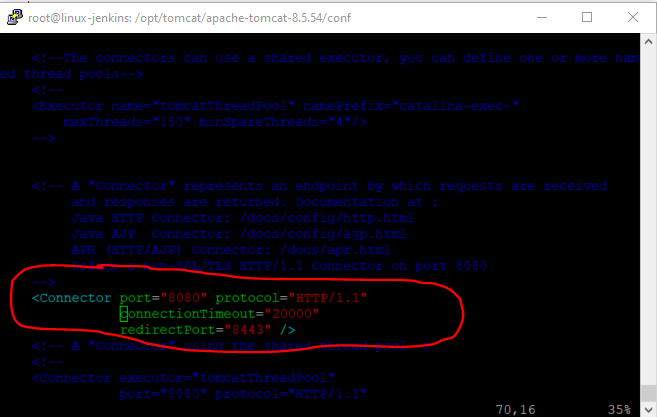 root@linux-jenkins: /opt/tomcat/apache-tomcat-8.5.54/conf
<!--The connectors can use a shared executor, you can define one or more nam
ed thread pools-->
<!--
<Executor name="tomcatThreadPool" namePrefix="catalina-exec-"
maxThreads="150" minSpareThreads="4"/>
-->
<!-- A "Connector" represents an endpoint by which requests are received
and responses are returned. Documentation at :
Java HTTP Connector: /docs/config/http.html
Java AJP  Connector: /docs/config/ajp.html
APR (HTTP/AJP) Connector: /docs/apr.html
Define a non-SSL/TLS HTTP/1.1 Connector on port 8080
-->
<Connector port="8080" protocol="HTTP/1.1"
connectionTimeout="20000"
redirectPort="8443" />
<!-- A "Connector" using the shared thread pool-->
<!--
<Connector executor="tomcatThreadPool"
port="8080" protocol="HTTP/1.1"
70,16 35%